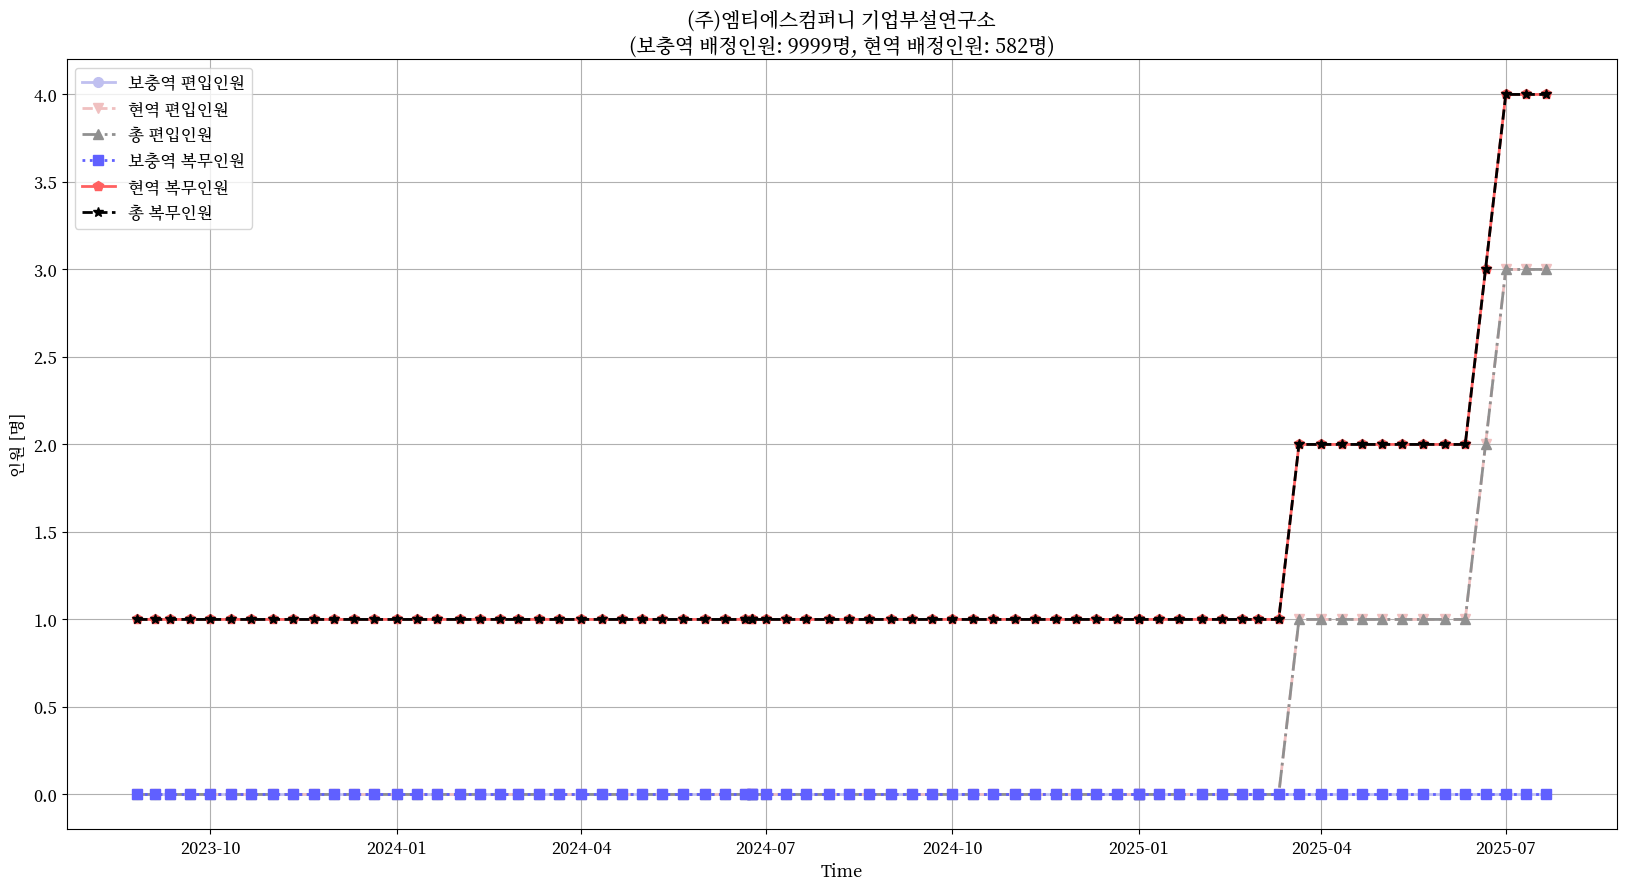 (주)엠티에스컴퍼니 기업부설연구소
(보충역 배정인원: 9999명, 현역 배정인원: 582명)
보충역 편입인원
현역 편입인원
총 편입인원
보충역 복무인원
현역 복무인원
총 복무인원
인원 [명]
4.0
3.5
3.0
2.5
2.0
1.5
1.0
0.5
0.0
2023-10 2024-01 2024-04 2024-07 2024-10 2025-01 2025-04 2025-07
Time